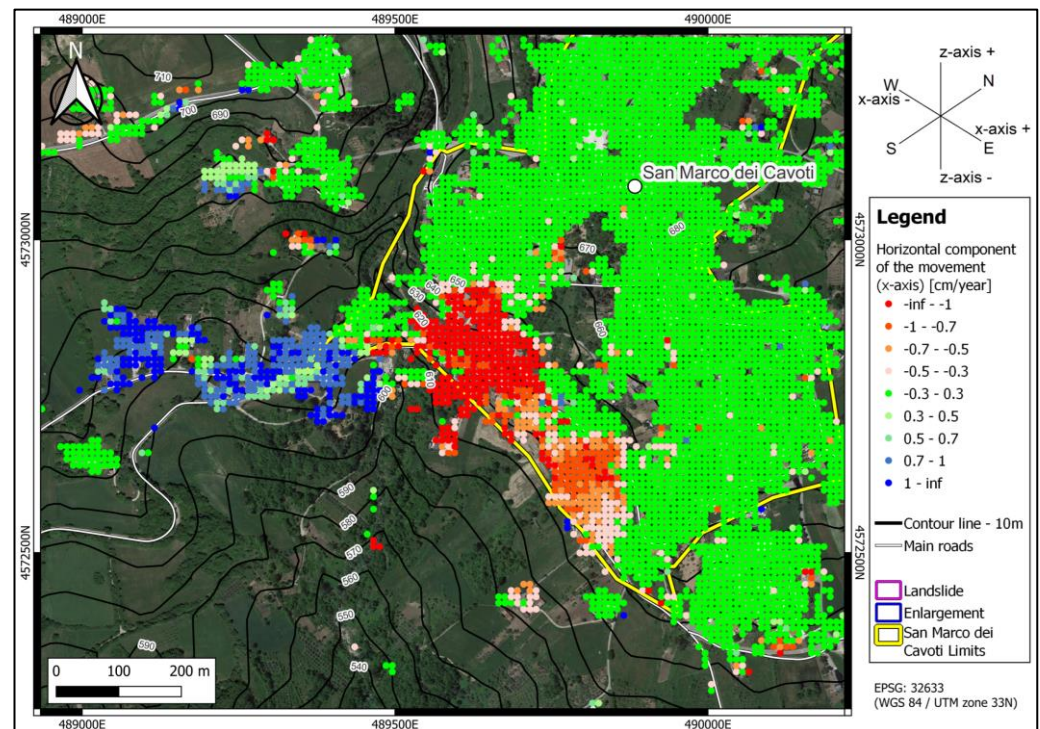 489000E
489500E
490000E
N
710
700
690
San Marco dei Cavoti
680
4573000N
4573000N
670
650
640
630
620
660
610
600
590
580
570
560
550
540
590
4572500N
4572500N
0 100 200 m
489000E
489500E
490000E
z-axis +
W
N
x-axis -
x-axis +
S
E
z-axis -
Legend
Horizontal component
of the movement
(x-axis) [cm/year]
-inf - -1
-1 - -0.7
-0.7 - -0.5
-0.5 - -0.3
-0.3 - 0.3
0.3 - 0.5
0.5 - 0.7
0.7 - 1
1 - inf
Contour line - 10m
Main roads
Landslide
Enlargement
San Marco dei
Cavoti Limits
EPSG: 32633
(WGS 84 / UTM zone 33N)